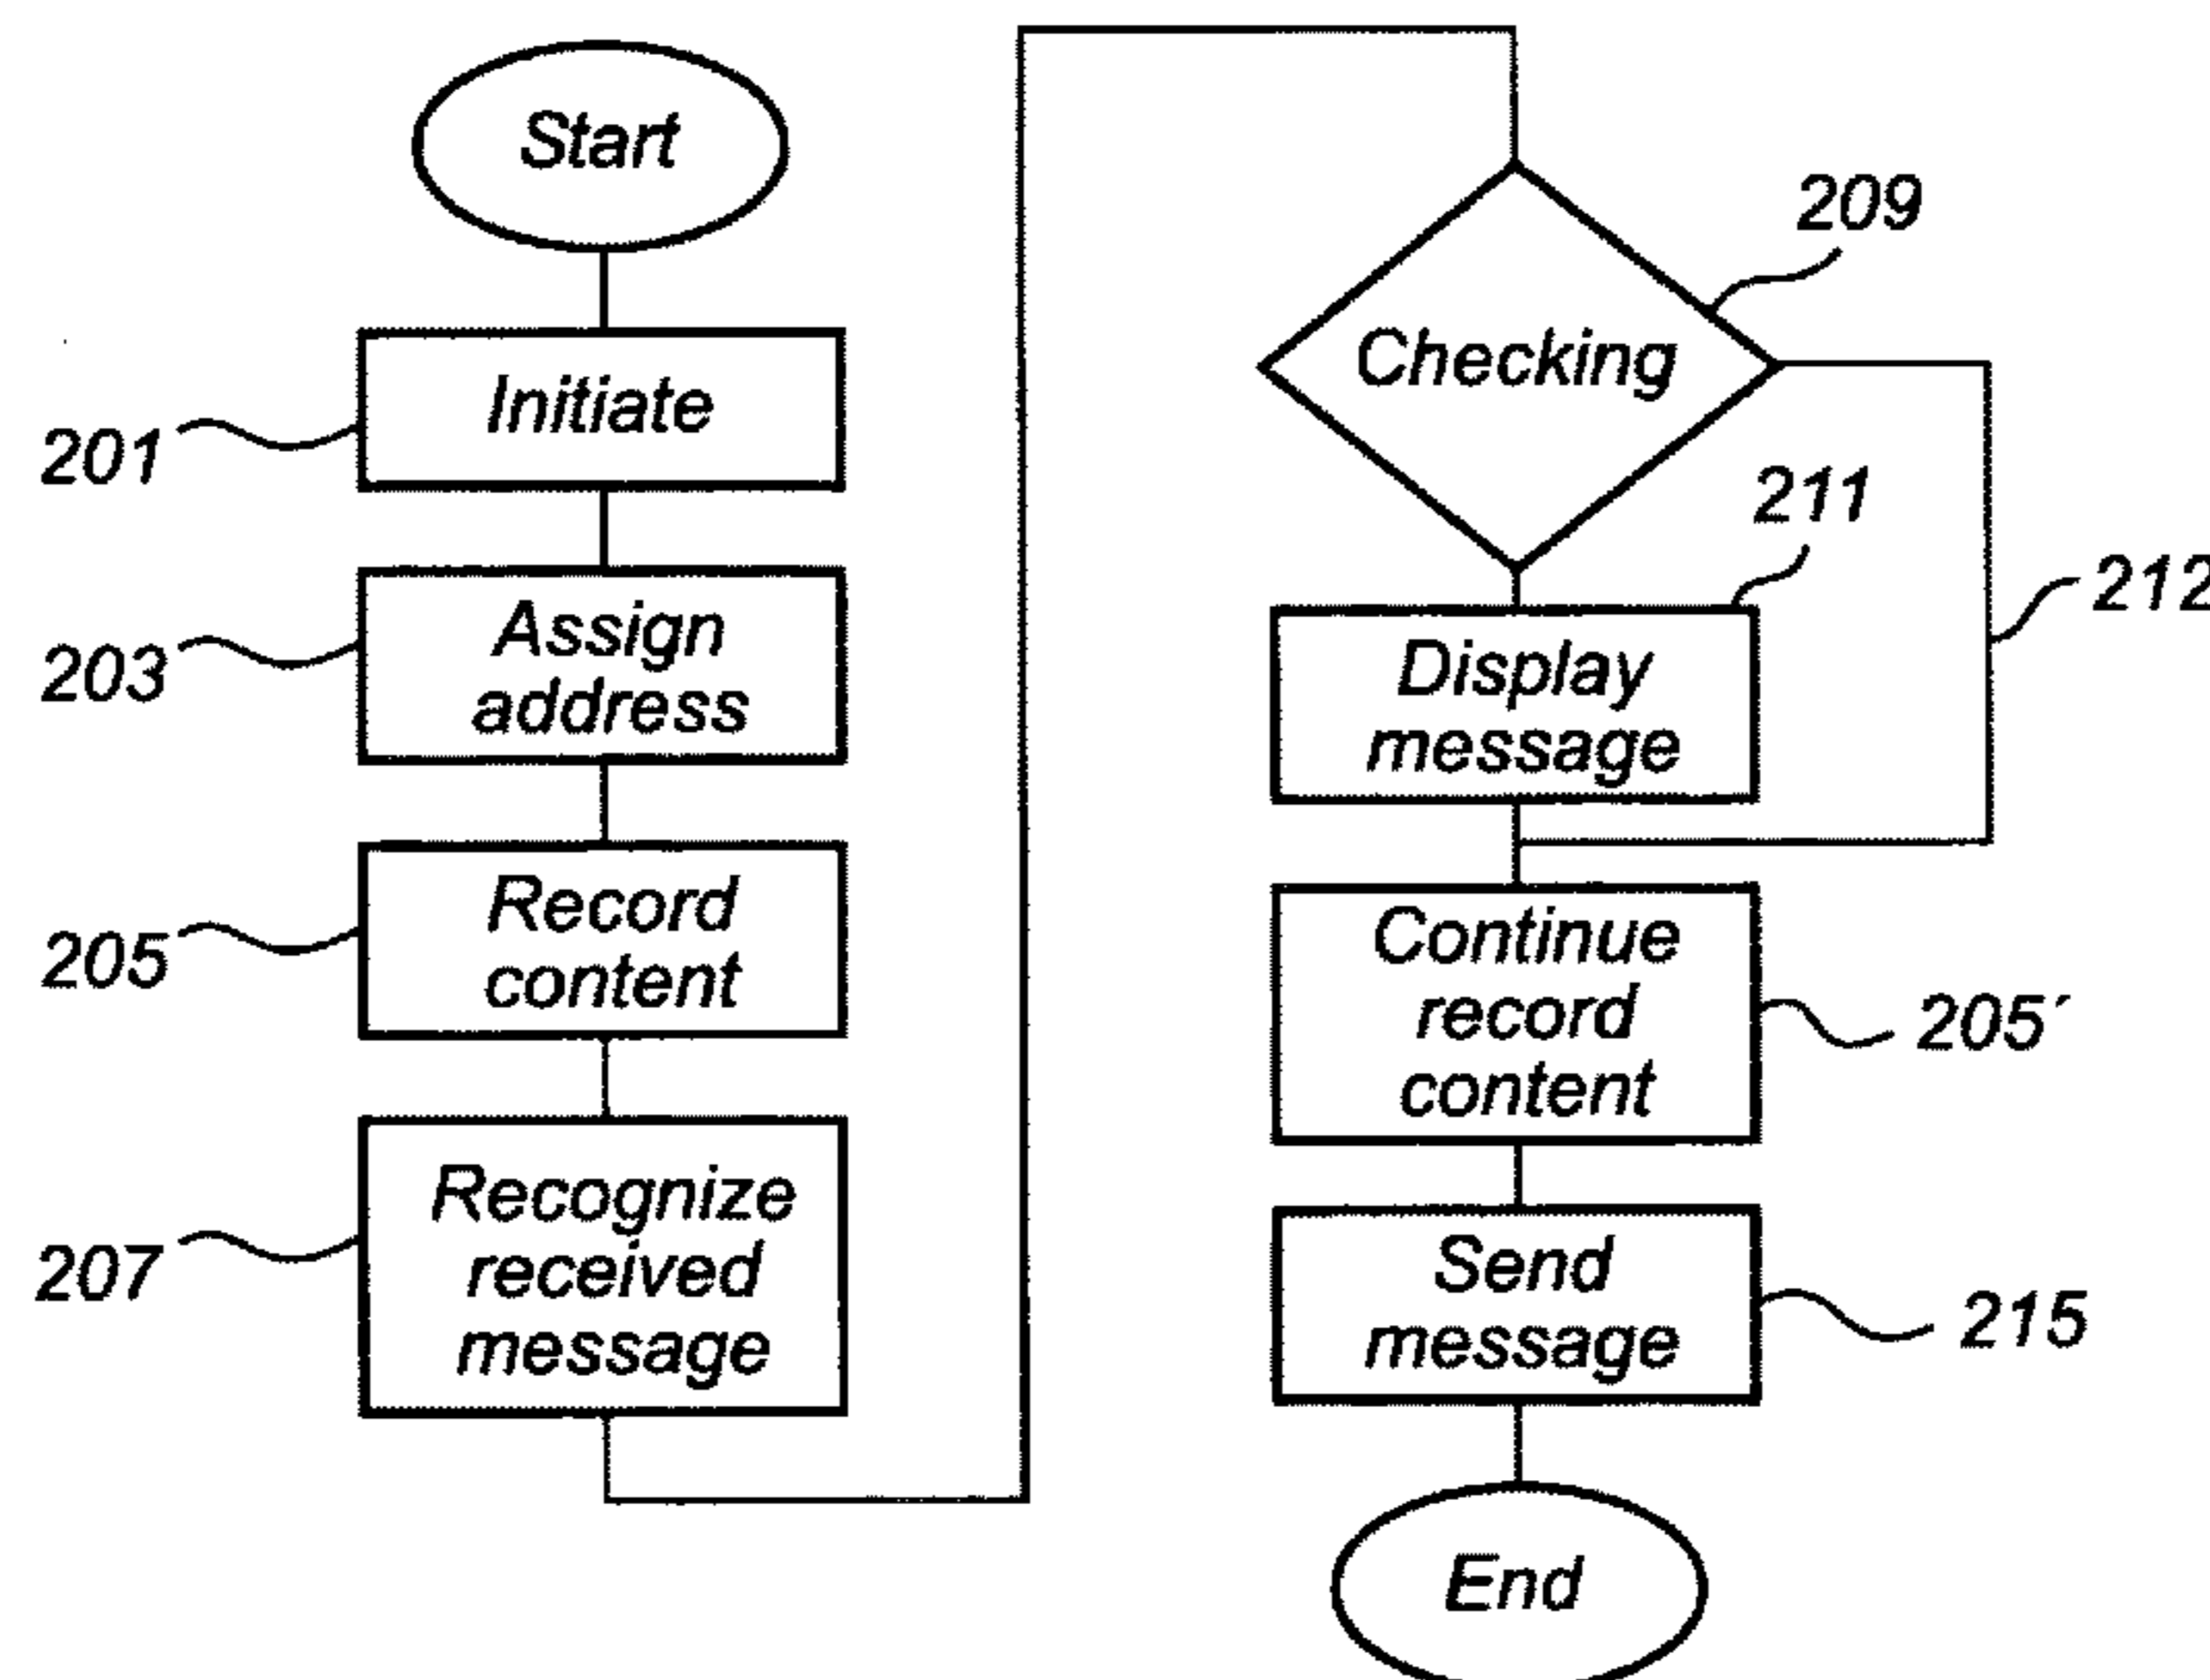 Start
Initiate
201
Assign
address
203
Record
content
205
Recognize
received
message
207
Checking
209
Display
message
211
212
Continue
record
content
205´
Send
message
215
End